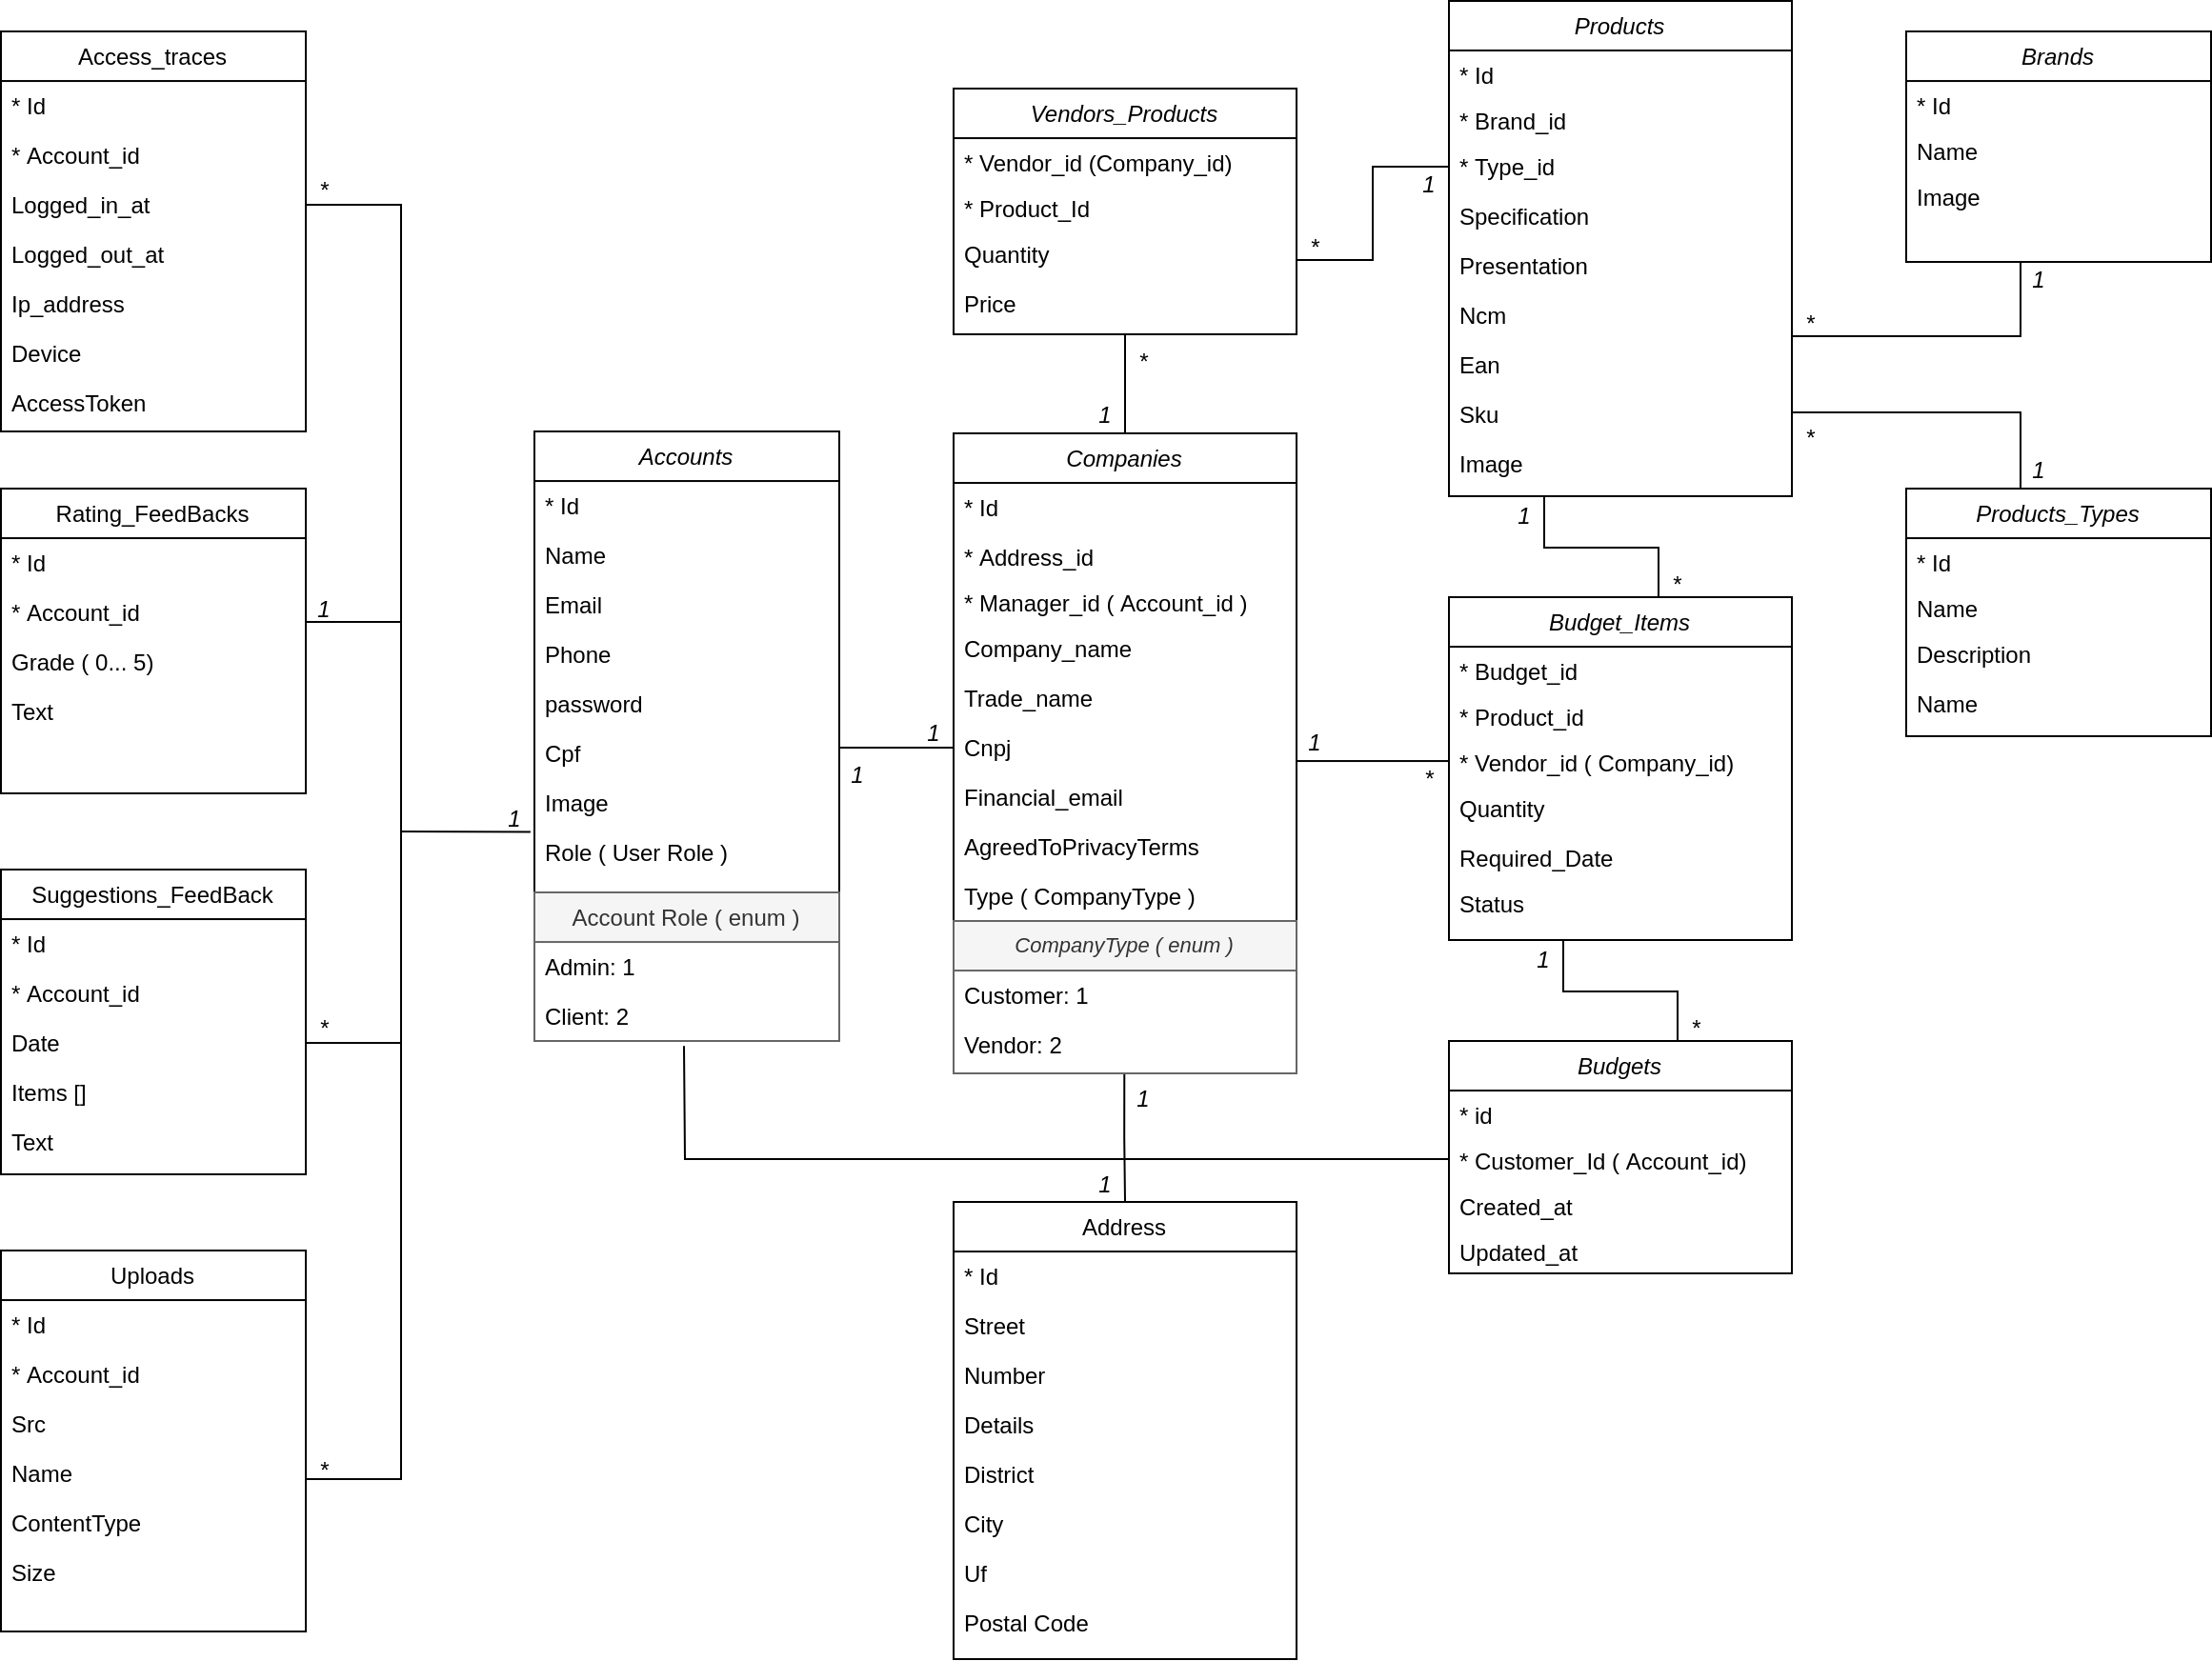 Access_traces
* Id
* Account_id
Logged_in_at
Logged_out_at
Ip_address
Device
AccessToken
*
Rating_FeedBacks
* Id
* Account_id
Grade ( 0... 5)
Text
1
Suggestions_FeedBack
* Id
* Account_id
Date
Items []
Text
*
Uploads
* Id
* Account_id
Src
Name
ContentType
Size
*
Accounts
* Id
Name
Email
Phone
password
Cpf
Image
Role ( User Role )
Account Role ( enum )
Admin: 1
Client: 2
1
1
1
Vendors_Products
* Vendor_id (Company_id)
* Product_Id
Quantity
Price
*
1
*
1
Companies
* Id
* Address_id
* Manager_id ( Account_id )
Company_name
Trade_name
Cnpj
Financial_email
AgreedToPrivacyTerms
Type ( CompanyType )
CompanyType ( enum )
Customer: 1
Vendor: 2
1
*
1
1
Address
* Id
Street
Number
Details
District
City
Uf
Postal Code
Products
* Id
* Brand_id
* Type_id
Specification
Presentation
Ncm
Ean
Sku
Image
*
1
*
1
1
*
Budget_Items
* Budget_id
* Product_id
* Vendor_id ( Company_id)
Quantity
Required_Date
Status
1
*
Budgets
* id
* Customer_Id ( Account_id)
Created_at
Updated_at
Brands
* Id
Name
Image
Products_Types
* Id
Name
Description
Name